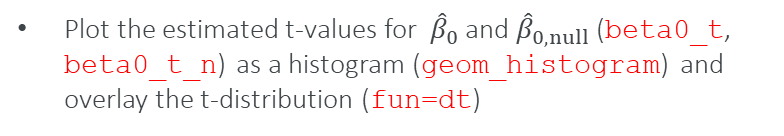 • Plot the estimated t-values for β̂₀ and β̂₀,null (beta0_t,
beta0_t_n) as a histogram (geom_histogram) and
overlay the t-distribution (fun=dt)